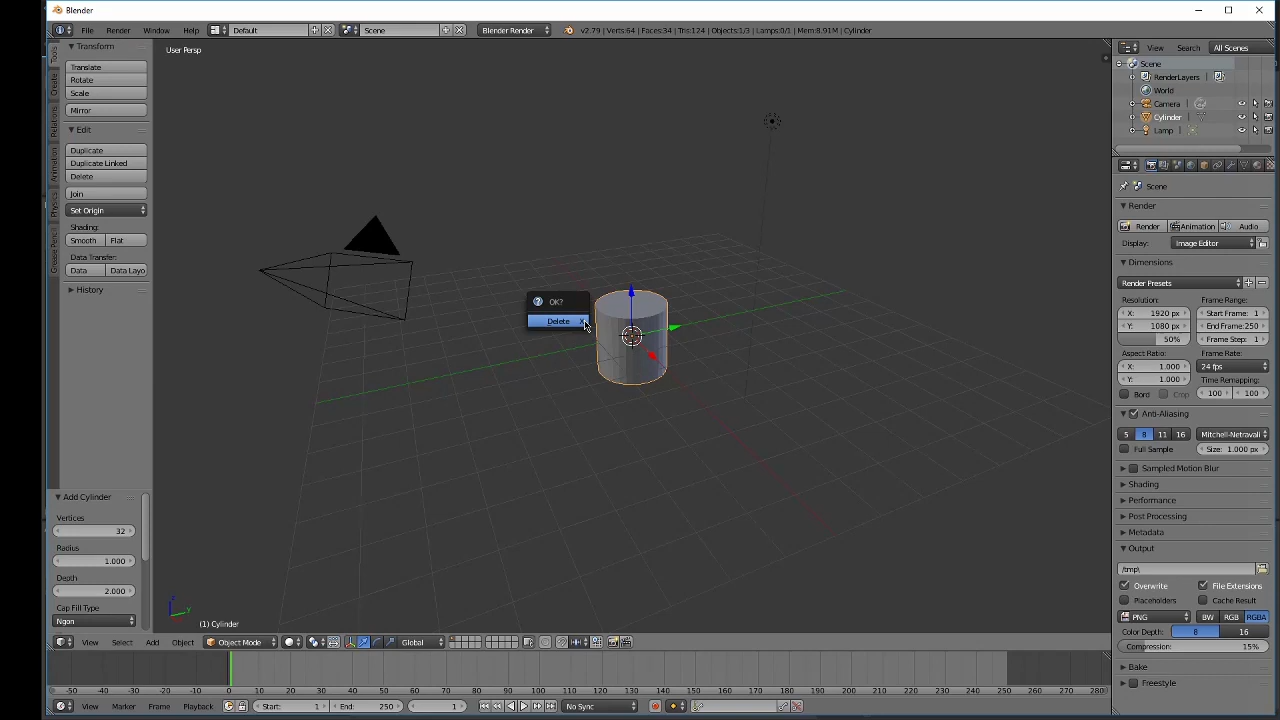 Blender
File Render Window Help Default Scene Blender Render v2.79 | Verts:64 | Faces:34 | Tris:124 | Objects:1/3 | Lamps:0/1 | Mem:8.91M | Cylinder
Tools
Create
Relations
Animation
Physics
Grease Pencil
Transform
Translate
Rotate
Scale
Mirror
Edit
Duplicate
Duplicate Linked
Delete
Join
Set Origin
Shading:
Smooth Flat
Data Transfer:
Data Data Layo
History
Add Cylinder
Vertices
32
Radius
1.000
Depth
2.000
Cap Fill Type
Ngon
User Persp
OK?
Delete X
z
y
(1) Cylinder
View Select Add Object Object Mode Global
-50 -40 -30 -20 -10 0 10 20 30 40 50 60 70 80 90 100 110 120 130 140 150 160 170 180 190 200 210 220 230 240 250 260 270 280
View Marker Frame Playback Start: 1 End: 250 1 No Sync
View Search All Scenes
Scene
RenderLayers
World
Camera
Cylinder
Lamp
Scene
Render
Render Animation Audio
Display: Image Editor
Dimensions
Render Presets
Resolution: Frame Range:
X: 1920 px Start Frame: 1
Y: 1080 px End Frame: 250
50% Frame Step: 1
Aspect Ratio: Frame Rate:
X: 1.000 24 fps
Y: 1.000 Time Remapping:
Bord Crop 100 100
Anti-Aliasing
5 8 11 16 Mitchell-Netravali
Full Sample Size: 1.000 px
Sampled Motion Blur
Shading
Performance
Post Processing
Metadata
Output
/tmp\
Overwrite File Extensions
Placeholders Cache Result
PNG BW RGB RGBA
Color Depth: 8 16
Compression: 15%
Bake
Freestyle